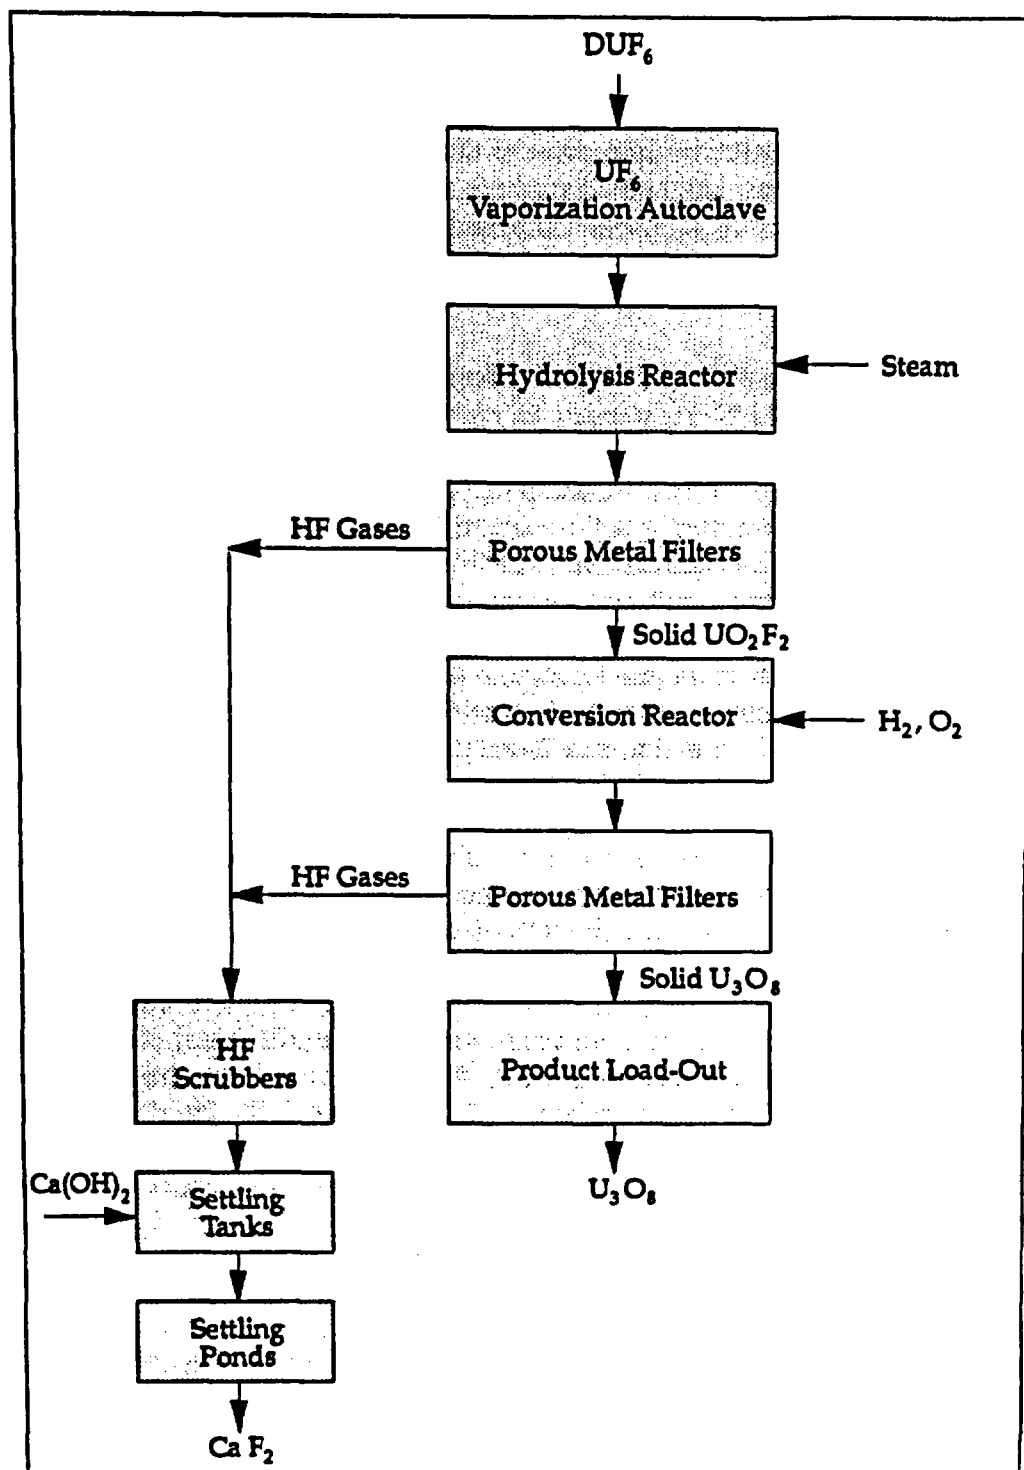 DUF₆
UF₆
Vaporization Autoclave
Hydrolysis Reactor
Steam
HF Gases
Porous Metal Filters
Solid UO₂F₂
Conversion Reactor
H₂, O₂
HF Gases
Porous Metal Filters
Solid U₃O₈
HF
Scrubbers
Product Load-Out
Ca(OH)₂
Settling
Tanks
U₃O₈
Settling
Ponds
Ca F₂